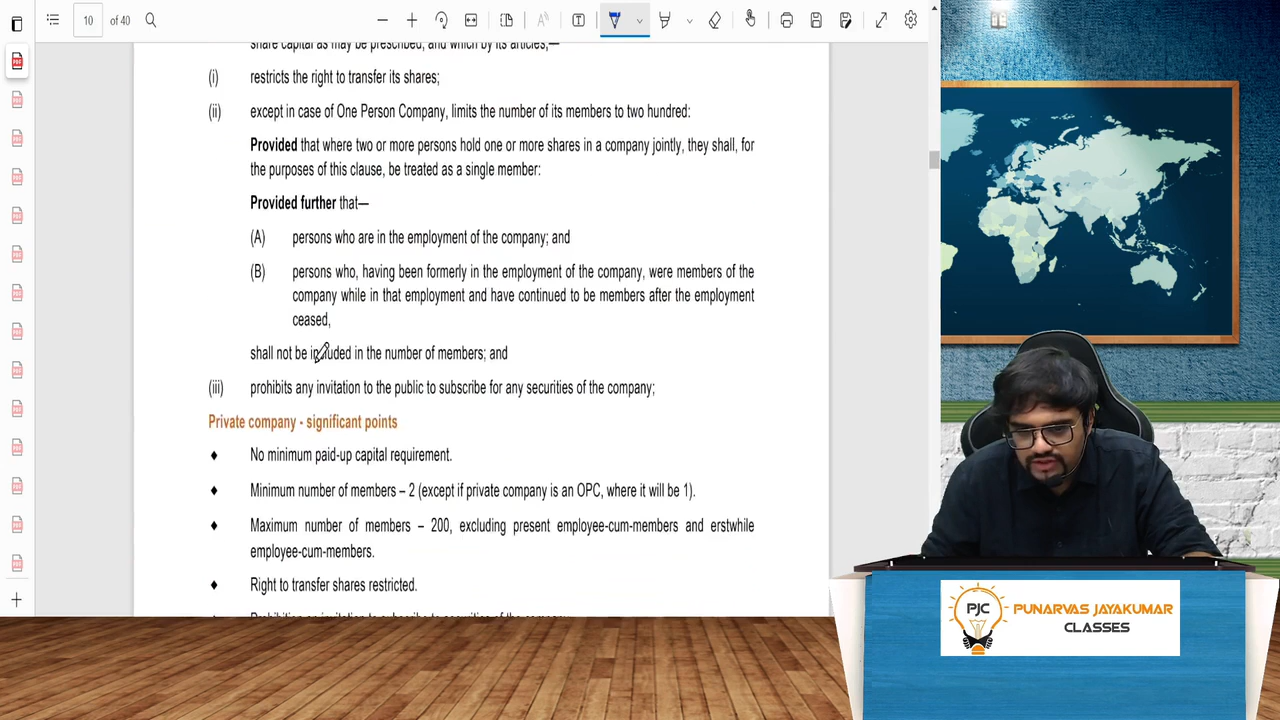 10 of 40
share capital as may be prescribed, and which by its articles,—
(i) restricts the right to transfer its shares;
(ii) except in case of One Person Company, limits the number of its members to two hundred:
Provided that where two or more persons hold one or more shares in a company jointly, they shall, for
the purposes of this clause, be treated as a single member:
Provided further that—
(A) persons who are in the employment of the company; and
(B) persons who, having been formerly in the employment of the company, were members of the
company while in that employment and have continued to be members after the employment
ceased,
shall not be included in the number of members; and
(iii) prohibits any invitation to the public to subscribe for any securities of the company;
Private company - significant points
♦ No minimum paid-up capital requirement.
♦ Minimum number of members – 2 (except if private company is an OPC, where it will be 1).
♦ Maximum number of members – 200, excluding present employee-cum-members and erstwhile
employee-cum-members.
♦ Right to transfer shares restricted.
PJC
PUNARVAS JAYAKUMAR
CLASSES